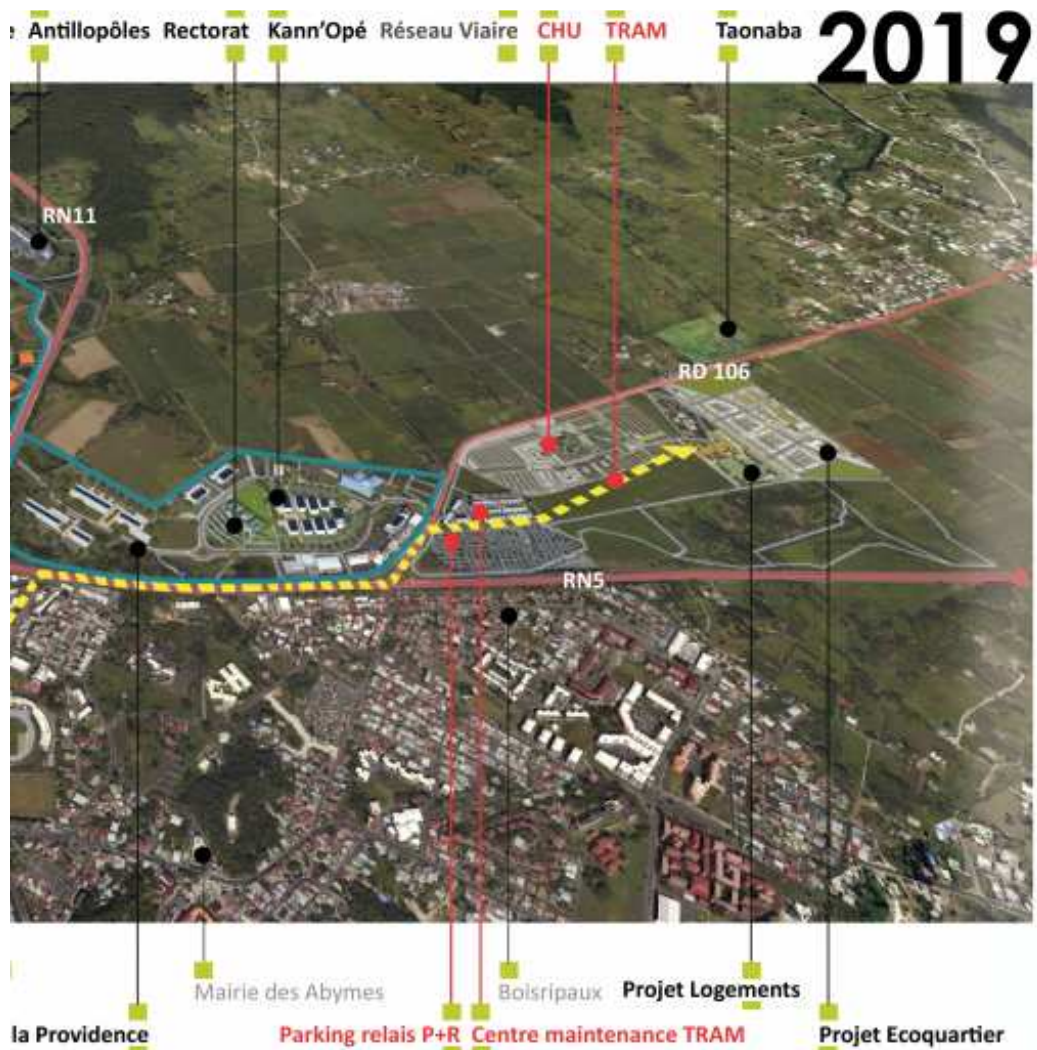 e Antillopôles Rectorat Kann'Opé Réseau Viaire CHU TRAM Taonaba 2019
RN11
RD 106
RN5
Mairie des Abymes Boisripaux Projet Logements
la Providence Parking relais P+R Centre maintenance TRAM Projet Ecoquartier